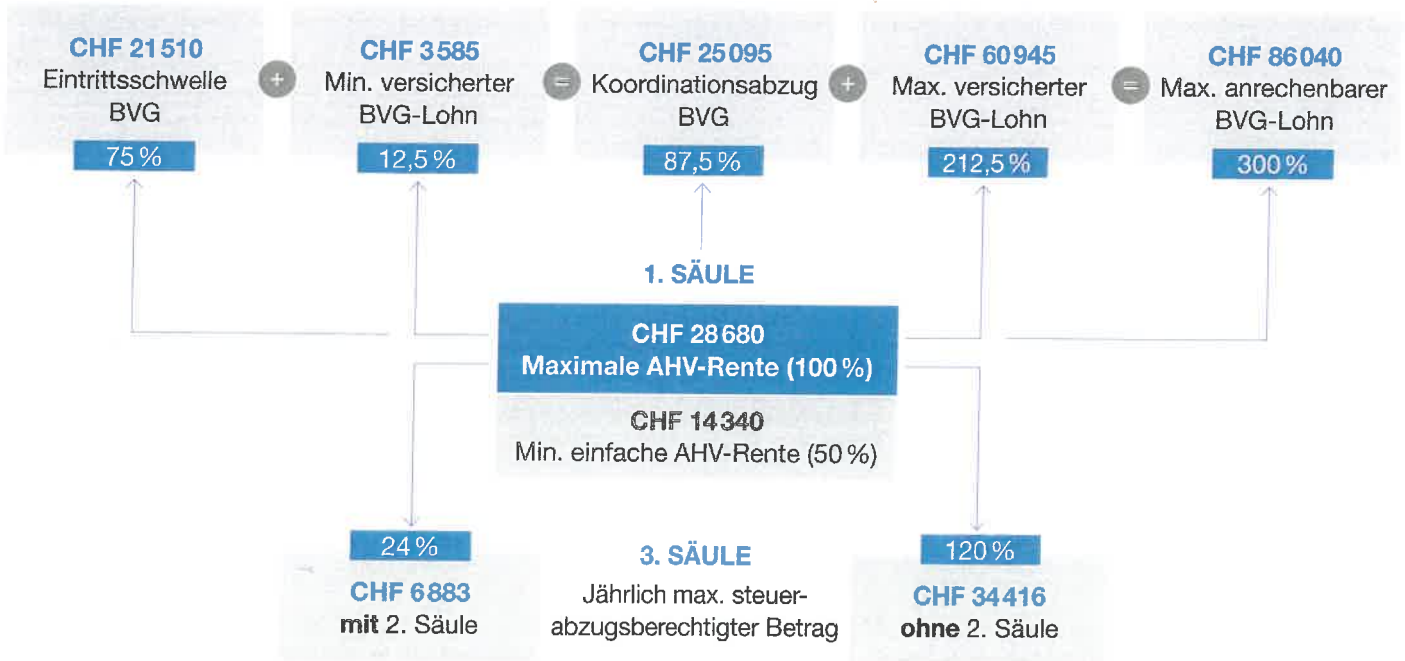 CHF 21510
Eintrittsschwelle
BVG
75 %
+
CHF 3585
Min. versicherter
BVG-Lohn
12,5 %
=
CHF 25095
Koordinationsabzug
BVG
87,5 %
+
CHF 60945
Max. versicherter
BVG-Lohn
212,5 %
=
CHF 86040
Max. anrechenbarer
BVG-Lohn
300 %
1. SÄULE
CHF 28680
Maximale AHV-Rente (100 %)
CHF 14340
Min. einfache AHV-Rente (50 %)
24 %
CHF 6883
mit 2. Säule
3. SÄULE
Jährlich max. steuer-
abzugsberechtigter Betrag
120 %
CHF 34416
ohne 2. Säule